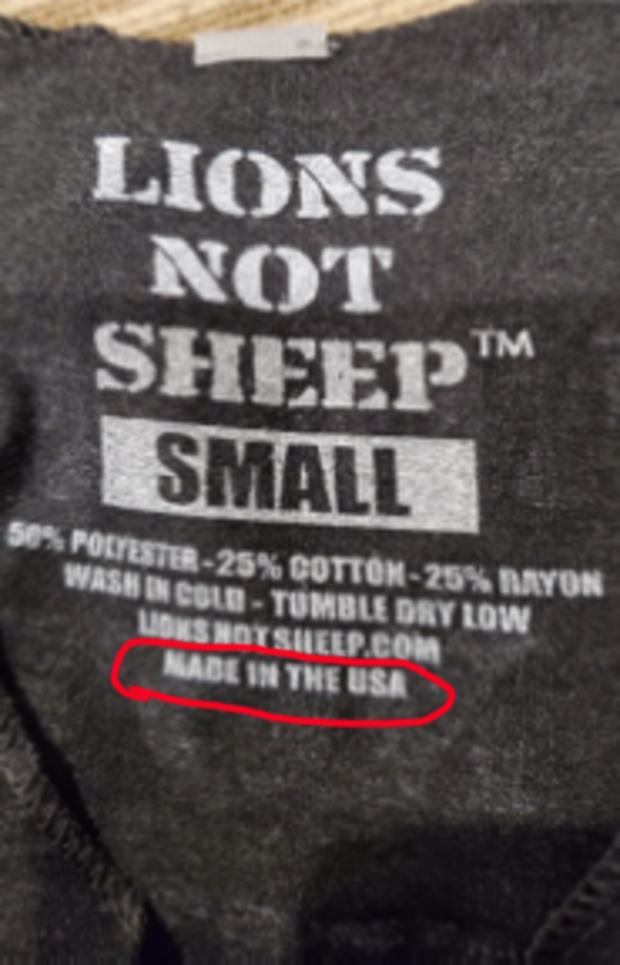 LIONS
NOT
SHEEP™
SMALL
50% POLYESTER - 25% COTTON - 25% RAYON
WASH IN COLD - TUMBLE DRY LOW
LIONSNOTSHEEP.COM
MADE IN THE USA